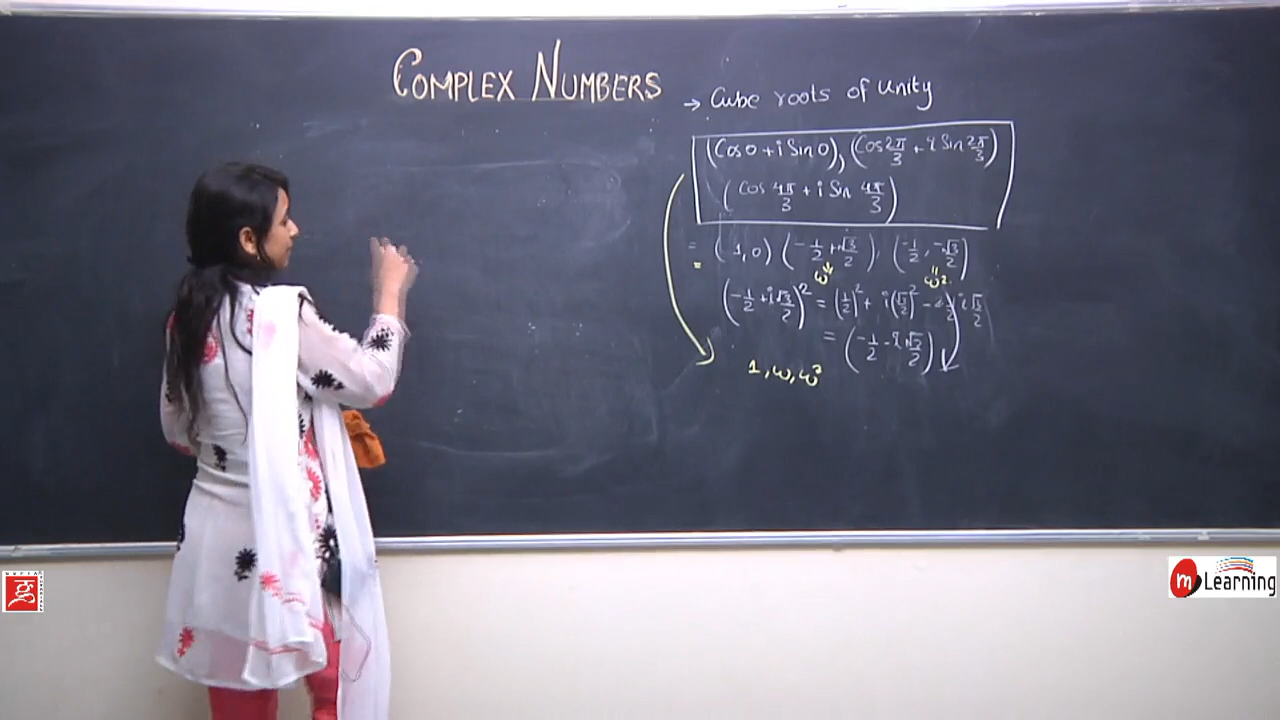 COMPLEX NUMBERS
→ Cube roots of unity
(Cos 0 + i Sin 0), (Cos 2π/3 + i Sin 2π/3)
(Cos 4π/3 + i Sin 4π/3)
= (1, 0) (-1/2 + i√3/2), (-1/2, -√3/2)
= ω ω²
(-1/2 + i√3/2)² = (1/2)² + i(√3/2)² - 2 1/2 i√3/2
= (-1/2 - i√3/2)
1, ω, ω²
m Learning